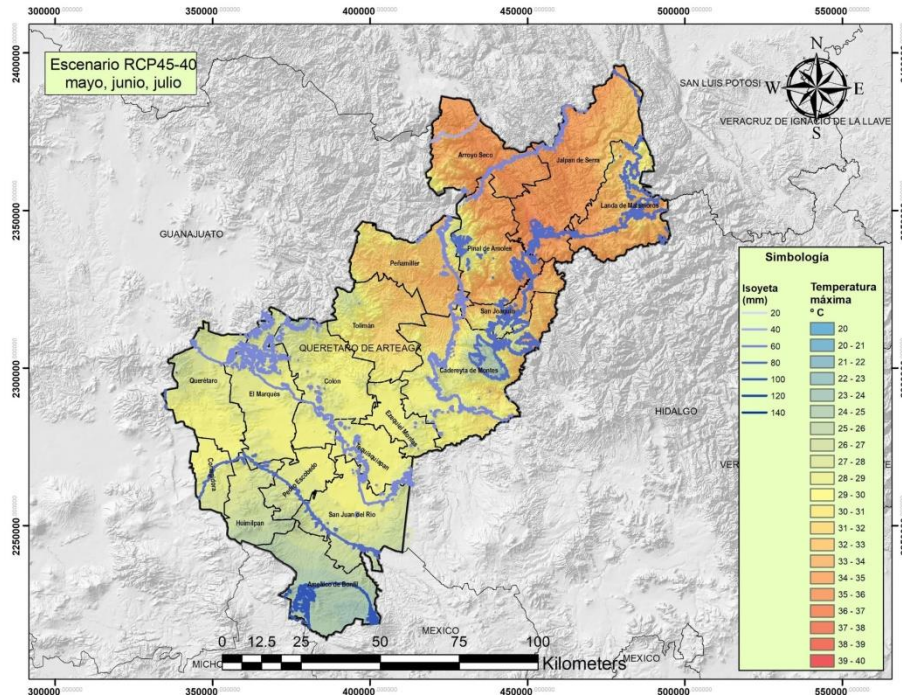 300000 350000 400000 450000 500000 550000
Escenario RCP45-40
mayo, junio, julio
N
W E
S
SAN LUIS POTOSI
VERACRUZ DE IGNACIO DE LA LLAVE
Arroyo Seco
Jalpan de Serra
Landa de Matamoros
GUANAJUATO
Pinal de Amoles
Peñamiller
San Joaquín
Tolimán
QUERETARO DE ARTEAGA
Cadereyta de Montes
Querétaro
El Marqués
Colón
Ezequiel Montes
Tequisquiapan
HIDALGO
Corregidora
Pedro Escobedo
San Juan del Río
Huimilpan
Amealco de Bonfil
MEXICO
MEXICO
MICHO
0 12.5 25 50 75 100
Kilometers
Simbología
Isoyeta
(mm)
20
40
60
80
100
120
140
Temperatura
máxima
º C
20
20 - 21
21 - 22
22 - 23
23 - 24
24 - 25
25 - 26
26 - 27
27 - 28
28 - 29
29 - 30
30 - 31
31 - 32
32 - 33
33 - 34
34 - 35
35 - 36
36 - 37
37 - 38
38 - 39
39 - 40
2400000
2350000
2300000
2250000
300000 350000 400000 450000 500000 550000